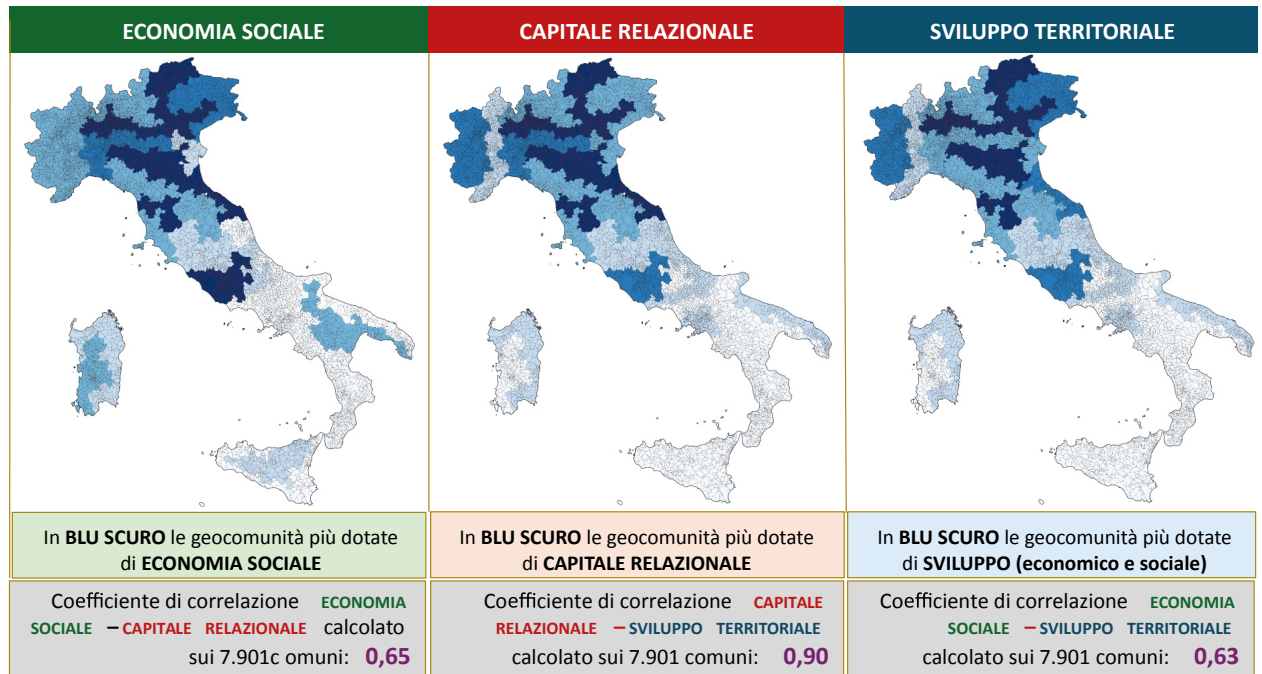 ECONOMIA SOCIALE
CAPITALE RELAZIONALE
SVILUPPO TERRITORIALE
In BLU SCURO le geocomunità più dotate
di ECONOMIA SOCIALE
In BLU SCURO le geocomunità più dotate
di CAPITALE RELAZIONALE
In BLU SCURO le geocomunità più dotate
di SVILUPPO (economico e sociale)
Coefficiente di correlazione ECONOMIA
SOCIALE – CAPITALE RELAZIONALE calcolato
sui 7.901c omuni: 0,65
Coefficiente di correlazione CAPITALE
RELAZIONALE – SVILUPPO TERRITORIALE
calcolato sui 7.901 comuni: 0,90
Coefficiente di correlazione ECONOMIA
SOCIALE – SVILUPPO TERRITORIALE
calcolato sui 7.901 comuni: 0,63